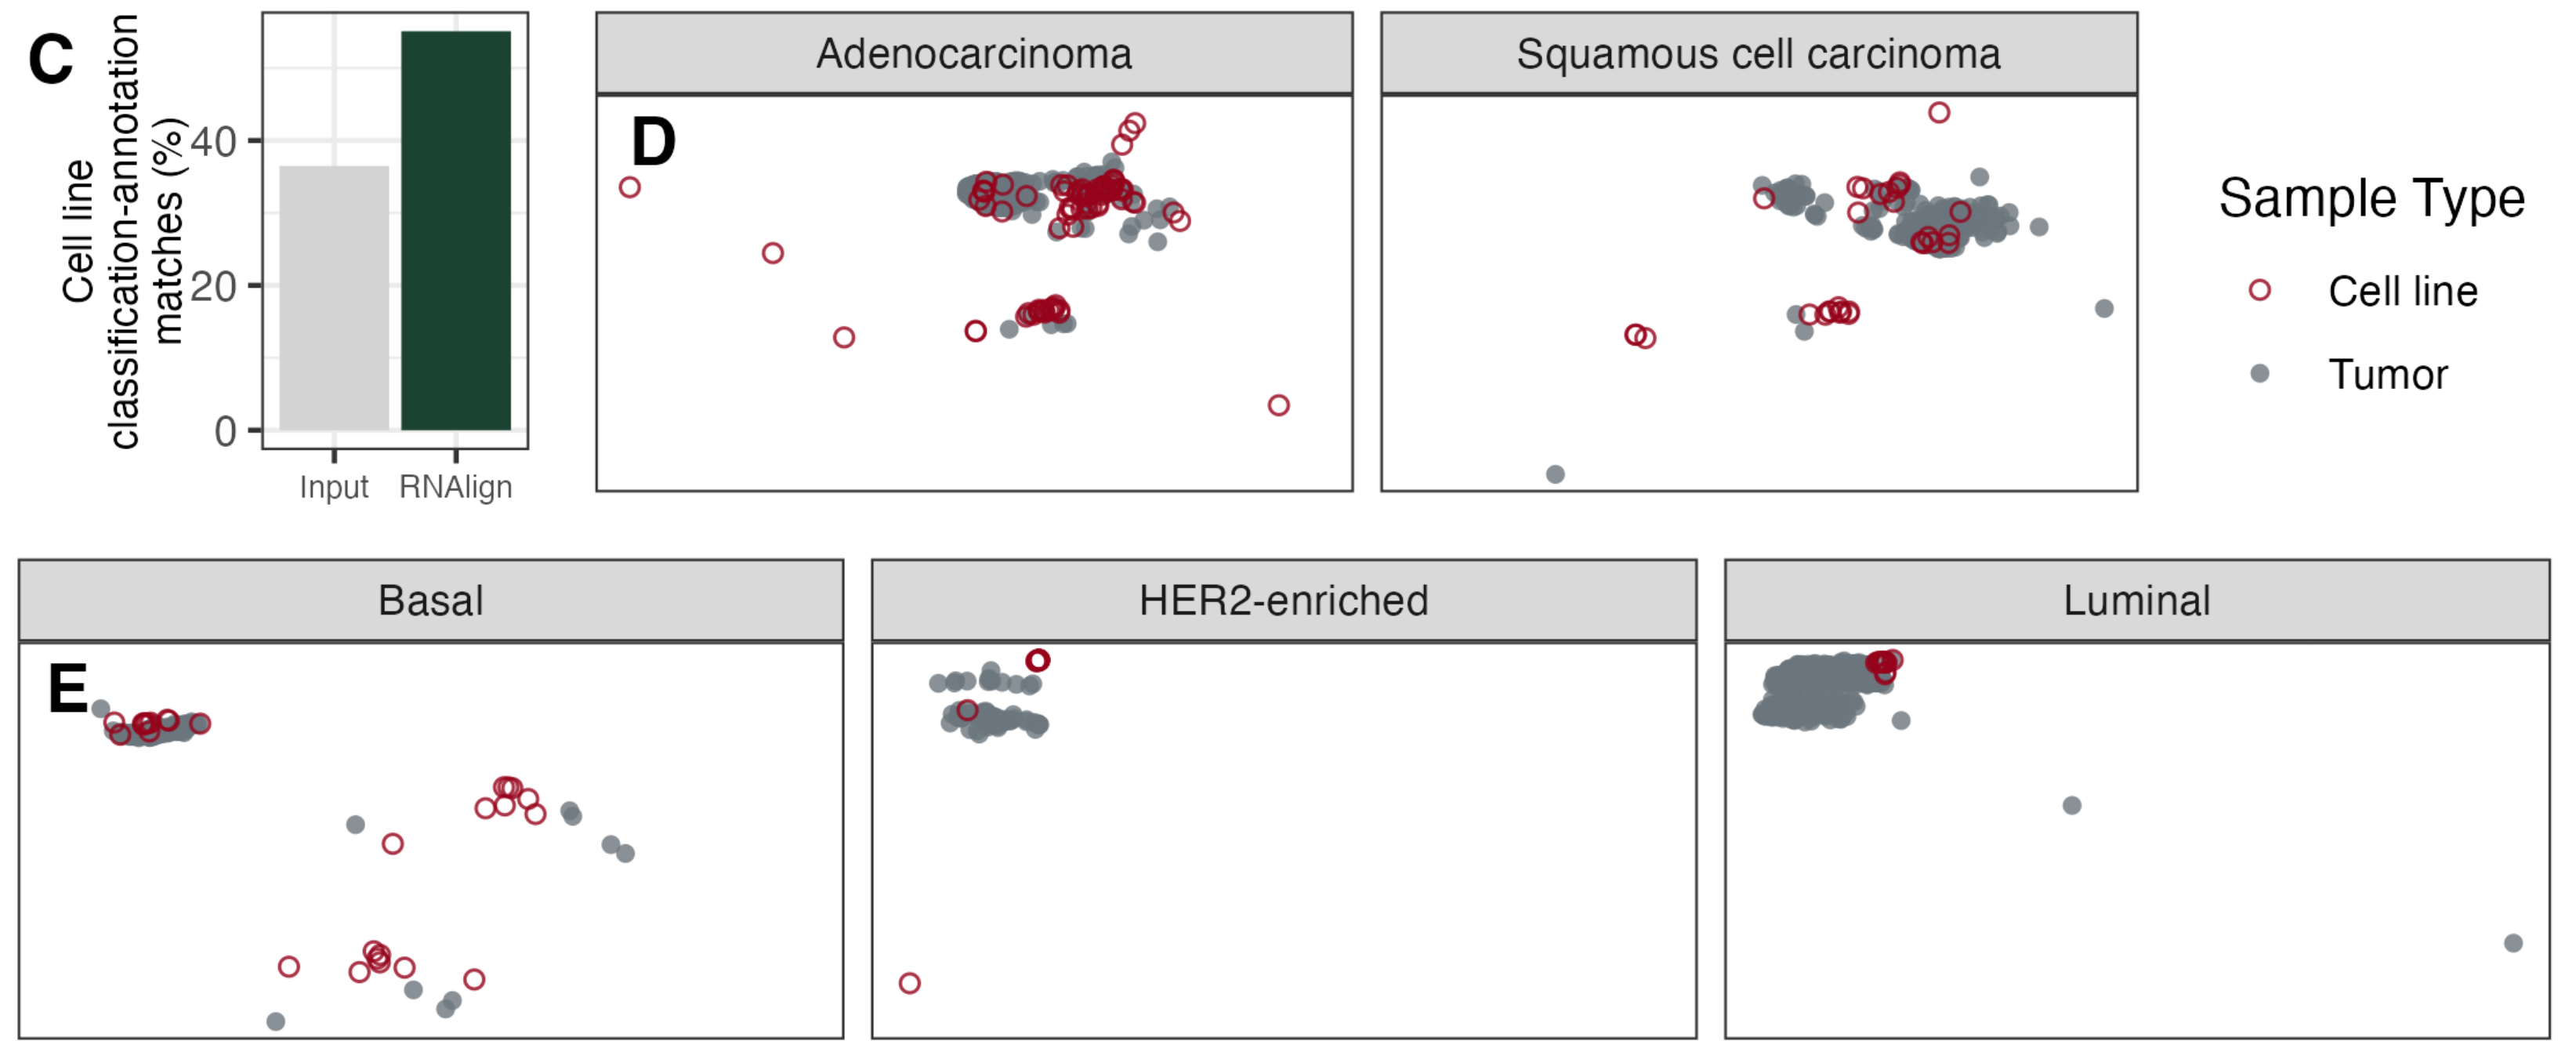 C
Cell line
classification-annotation
matches (%)
40
20
0
Input RNAlign
Adenocarcinoma
D
Squamous cell carcinoma
Sample Type
Cell line
Tumor
Basal
E
HER2-enriched
Luminal